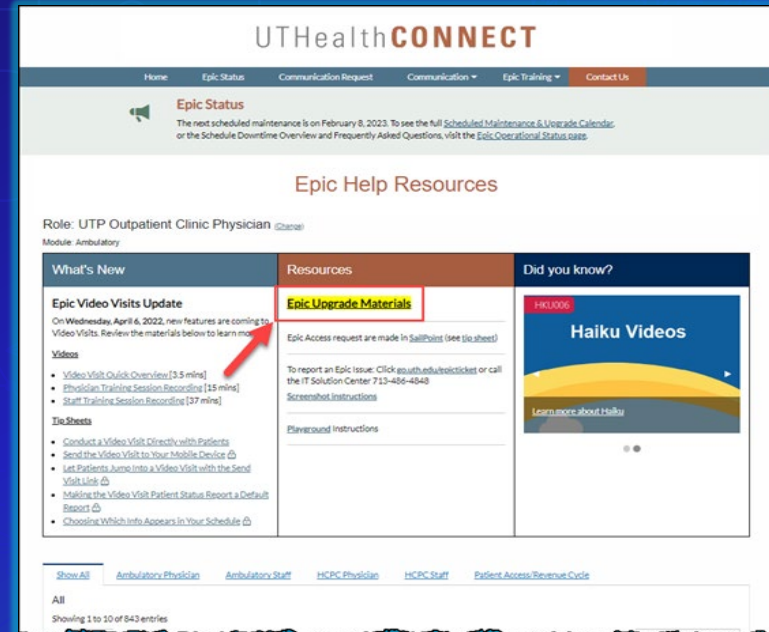 UTHealthCONNECT
Home Epic Status Communication Request Communication Epic Training Contact Us
Epic Status
The next scheduled maintenance is on February 8, 2023. To see the full Scheduled Maintenance & Upgrade Calendar,
or the Schedule Downtime Overview and Frequently Asked Questions, visit the Epic Operational Status page.
Epic Help Resources
Role: UTP Outpatient Clinic Physician (Change)
Module: Ambulatory
What's New
Epic Video Visits Update
On Wednesday, April 6, 2022, new features are coming to
Video Visits. Review the materials below to learn
Videos
Video Visit Quick Overview [3.5 mins]
Physician Training Session Recording [15 mins]
Staff Training Session Recording [37 mins]
Tip Sheets
Conduct a Video Visit Directly with Patients
Send the Video Visit to Your Mobile Device
Let Patients Jump Into a Video Visit with the Send
Visit Link
Making the Video Visit Patient Status Report a Default
Report
Choosing Which Info Appears in Your Schedule
Resources
Epic Upgrade Materials
Epic Access request are made in SailPoint (see tip sheet)
To report an Epic Issue: Click go.uth.edu/epicticket or call
the IT Solution Center 713-486-4848
Screenshot instructions
Playground Instructions
Did you know?
HKU006
Haiku Videos
Learn more about Haiku
Show All Ambulatory Physician Ambulatory Staff HCPC Physician HCPC Staff Patient Access/Revenue Cycle
All
Showing 1 to 10 of 843 entries